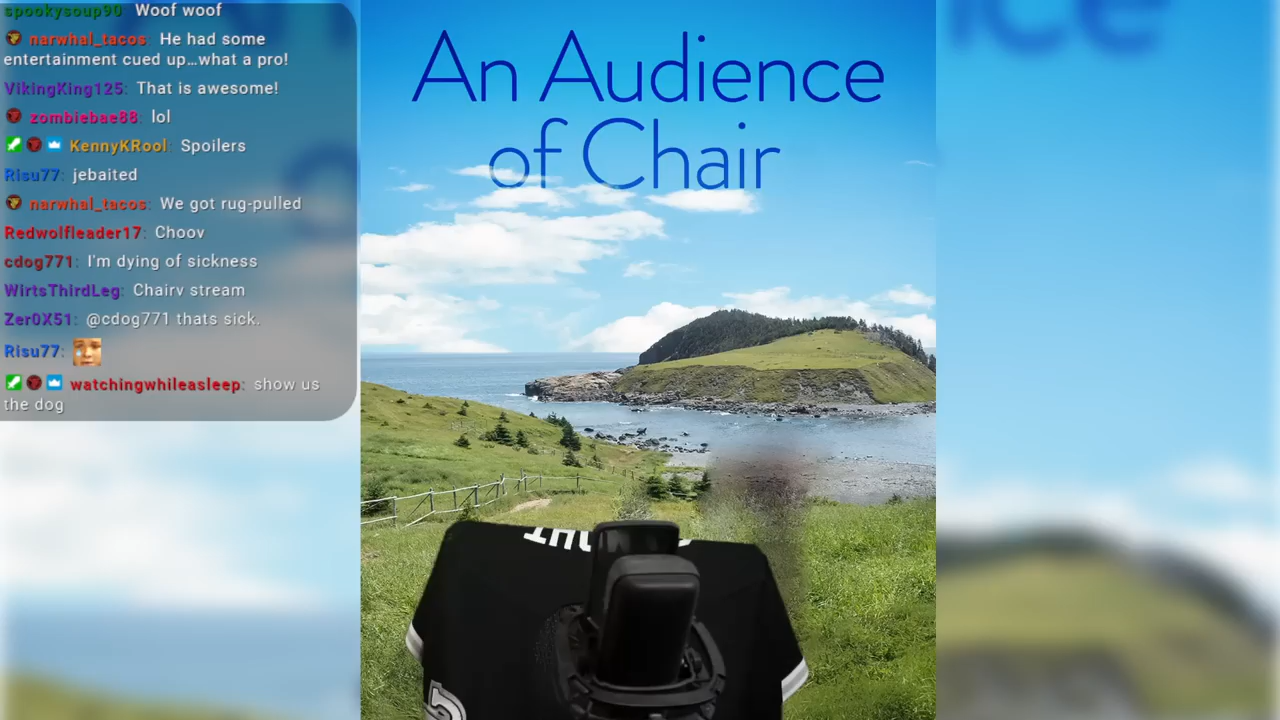 spookysoup90 Woof woof
narwhal_tacos: He had some
entertainment cued up…what a pro!
VikingKing125: That is awesome!
zombiebae88: lol
KennyKRool: Spoilers
Risu77: jebaited
narwhal_tacos: We got rug-pulled
Redwolfleader17: Choov
cdog771: I'm dying of sickness
WirtsThirdLeg: Chairv stream
Zer0X51: @cdog771 thats sick.
Risu77:
watchingwhileasleep: show us
the dog
An Audience
of Chair